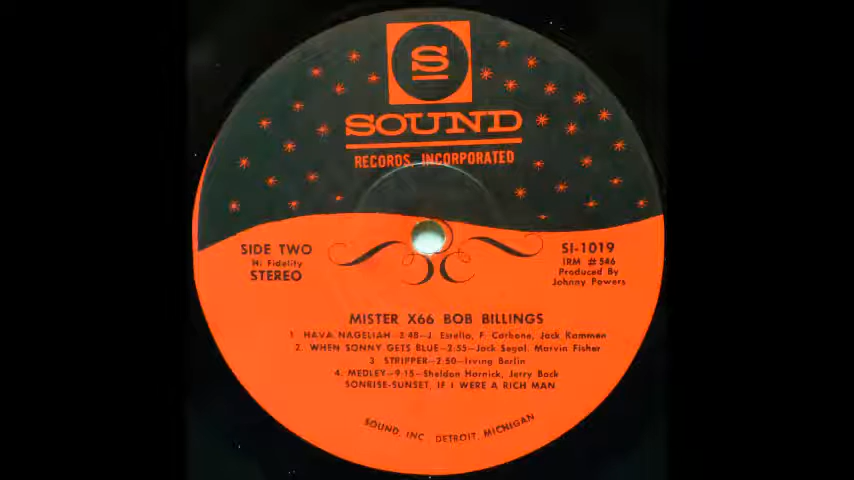 S
SOUND
RECORDS, INCORPORATED
SIDE TWO
Hi Fidelity
STEREO
SI-1019
IRM #546
Produced By
Johnny Powers
MISTER X66 BOB BILLINGS
1. HAVA NAGELIAH—3:48—J. Estello, F. Carbone, Jack Kammen
2. WHEN SONNY GETS BLUE—2:55—Jack Segal, Marvin Fisher
3. STRIPPER—2:50—Irving Berlin
4. MEDLEY—9:15—Sheldon Harnick, Jerry Bock
SONRISE-SUNSET, IF I WERE A RICH MAN
SOUND, INC. DETROIT, MICHIGAN